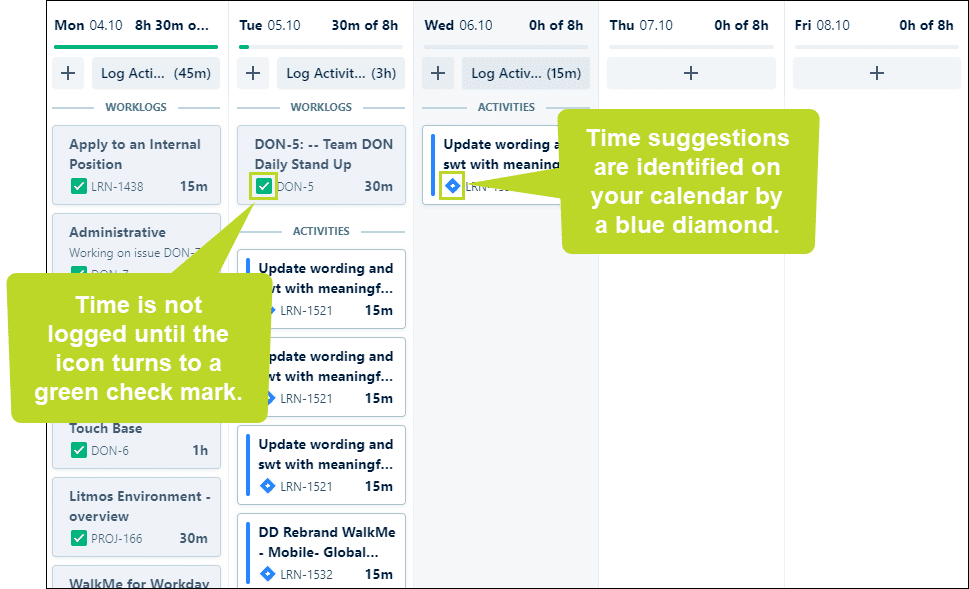 Mon 04.10 8h 30m o...
Log Acti... (45m)
WORKLOGS
Apply to an Internal
Position
LRN-1438 15m
Administrative
Working on issue DON-7
DON-7
Touch Base
DON-6 1h
Litmos Environment -
overview
PROJ-166 30m
WalkMe for Workday
Tue 05.10 30m of 8h
Log Activit... (3h)
WORKLOGS
DON-5: -- Team DON
Daily Stand Up
DON-5 30m
ACTIVITIES
Update wording and
swt with meaningf...
LRN-1521 15m
Update wording and
swt with meaningf...
LRN-1521 15m
Update wording and
swt with meaningf...
LRN-1521 15m
DD Rebrand WalkMe
- Mobile- Global...
LRN-1532 15m
Wed 06.10 0h of 8h
Log Activ... (15m)
ACTIVITIES
Update wording a
swt with meaning
Thu 07.10 0h of 8h
Fri 08.10 0h of 8h
Time is not
logged until the
icon turns to a
green check mark.
Time suggestions
are identified on
your calendar by
a blue diamond.